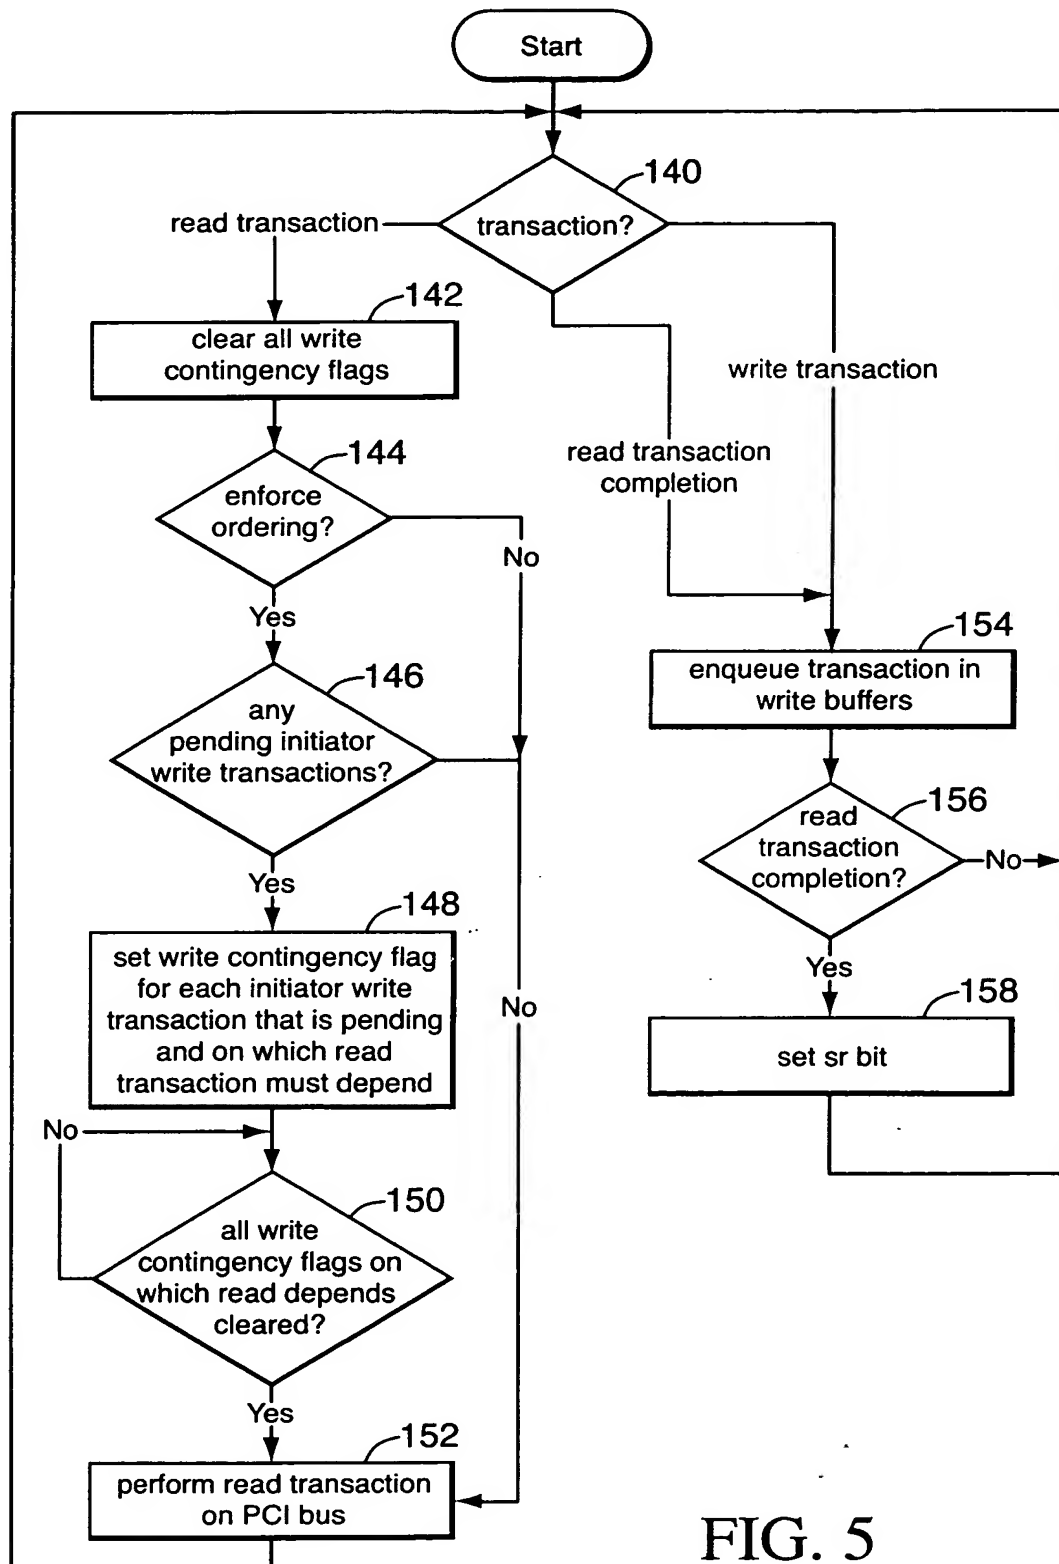 Start
140
transaction?
read transaction
142
clear all write
contingency flags
write transaction
read transaction
completion
144
enforce
ordering?
No
Yes
154
enqueue transaction in
write buffers
146
any
pending initiator
write transactions?
156
read
transaction
completion?
No
Yes
148
set write contingency flag
for each initiator write
transaction that is pending
and on which read
transaction must depend
No
Yes
158
set sr bit
No
150
all write
contingency flags on
which read depends
cleared?
Yes
152
perform read transaction
on PCI bus
FIG. 5